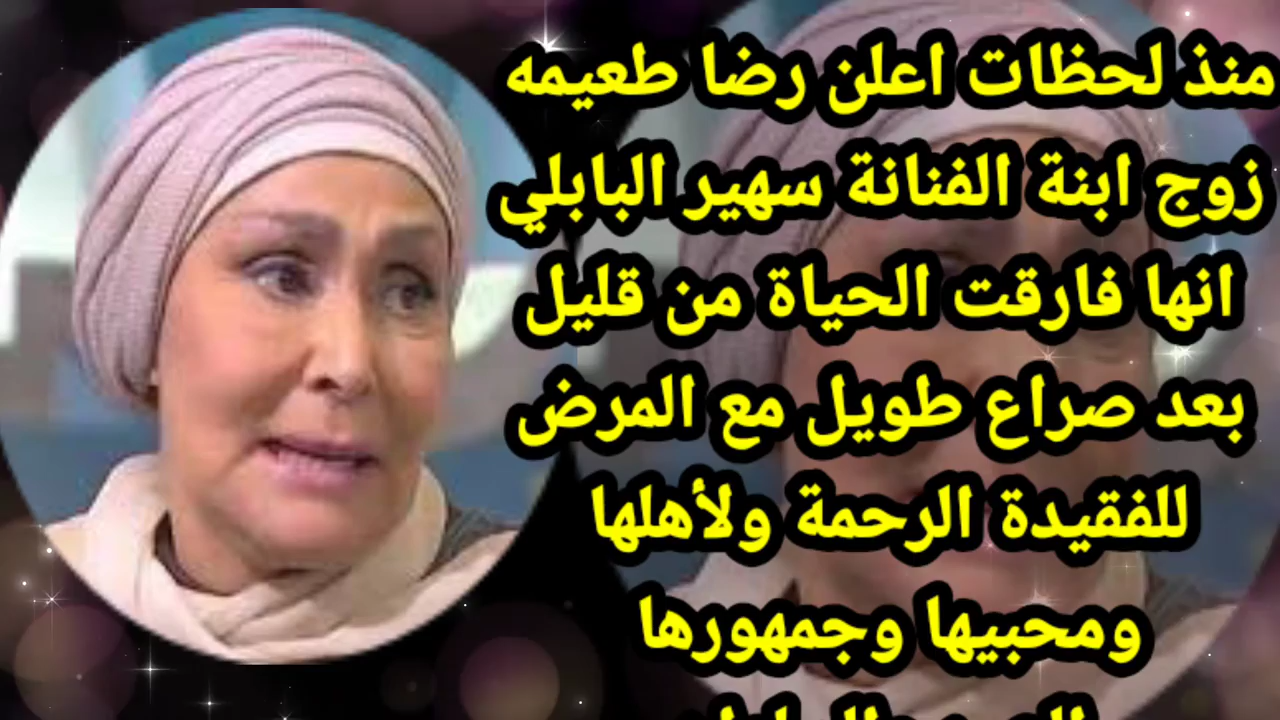 منذ لحظات اعلن رضا طعيمه
زوج ابنة الفنانة سهير البابلي
انها فارقت الحياة من قليل
بعد صراع طويل مع المرض
للفقيدة الرحمة ولأهلها
ومحبيها وجمهورها